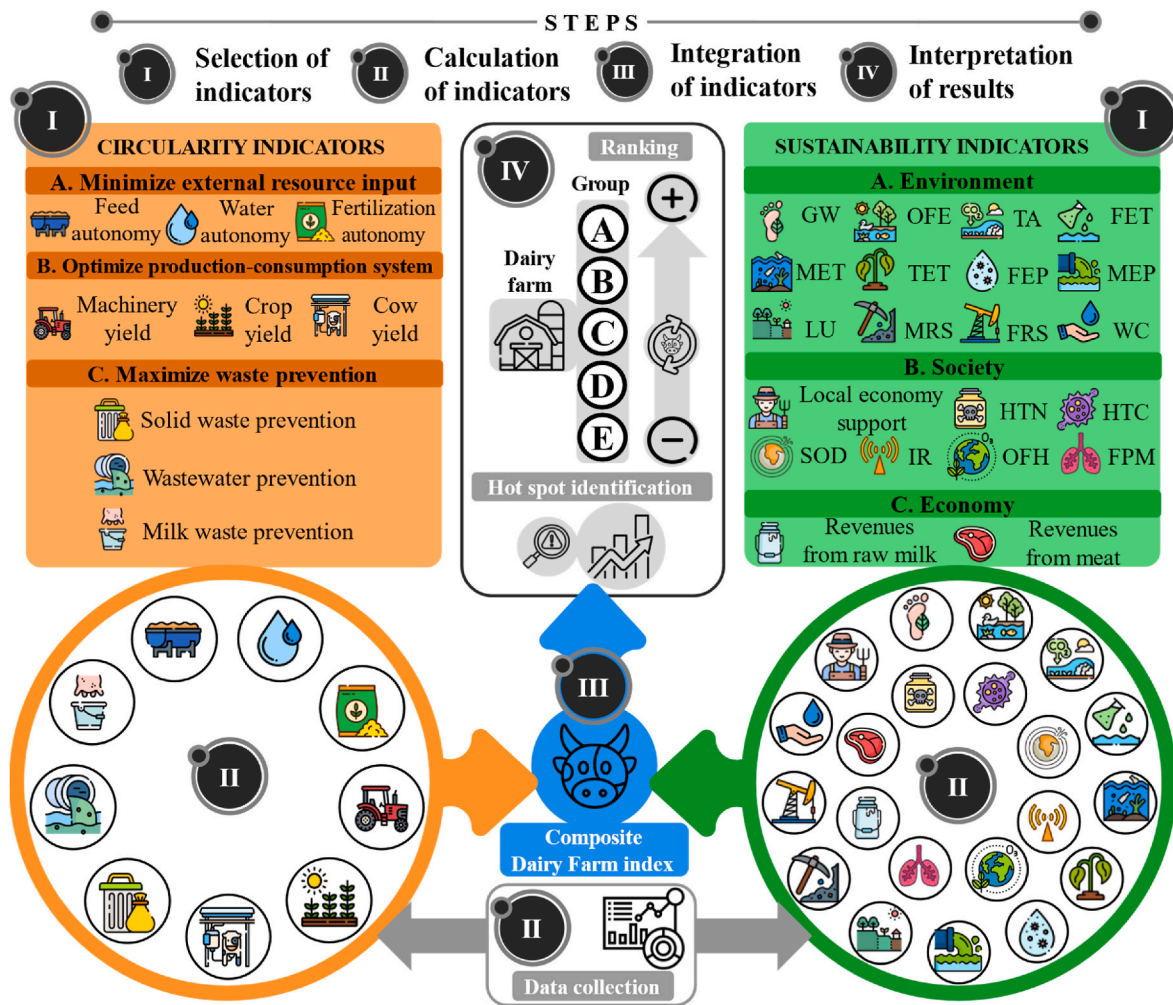 STEPS
I
Selection of
indicators
II
Calculation
of indicators
III
Integration
of indicators
IV
Interpretation
of results
I
CIRCULARITY INDICATORS
A. Minimize external resource input
Feed
autonomy
Water
autonomy
Fertilization
autonomy
B. Optimize production-consumption system
Machinery
yield
Crop
yield
Cow
yield
C. Maximize waste prevention
Solid waste prevention
Wastewater prevention
Milk waste prevention
IV
Ranking
Group
+
A
B
C
D
E
−
Dairy
farm
Hot spot identification
I
SUSTAINABILITY INDICATORS
A. Environment
GW
OFE
CO2
TA
FET
MET
TET
FEP
MEP
LU
MRS
FRS
WC
B. Society
Local economy
support
HTN
HTC
SOD
IR
O3
OFH
FPM
C. Economy
Revenues
from raw milk
Revenues
from meat
II
III
Composite
Dairy Farm index
II
Data collection
CO2
II
O3